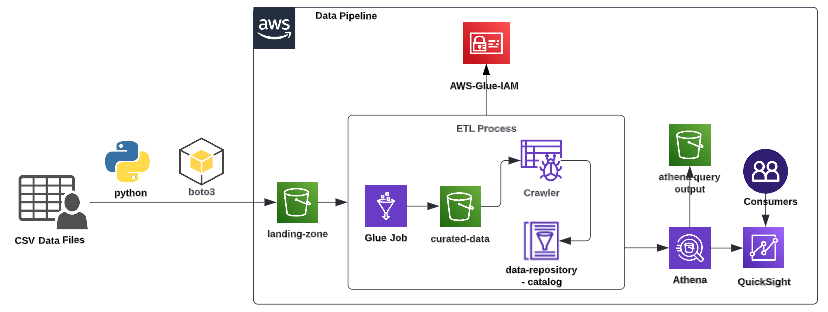 aws
Data Pipeline
AWS-Glue-IAM
ETL Process
python
boto3
CSV Data Files
landing-zone
Glue Job
curated-data
Crawler
data-repository
- catalog
athena-query
output
Consumers
Athena
QuickSight